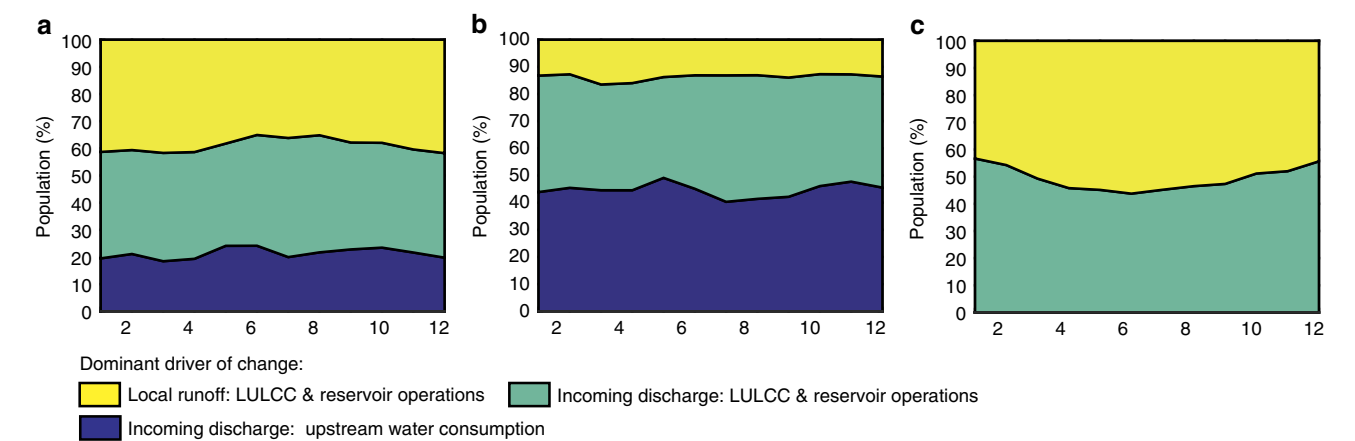 a
Population (%)
100
90
80
70
60
50
40
30
20
10
0
2 4 6 8 10 12
b
Population (%)
100
90
80
70
60
50
40
30
20
10
0
2 4 6 8 10 12
c
Population (%)
100
90
80
70
60
50
40
30
20
10
0
2 4 6 8 10 12
Dominant driver of change:
Local runoff: LULCC & reservoir operations
Incoming discharge: LULCC & reservoir operations
Incoming discharge: upstream water consumption